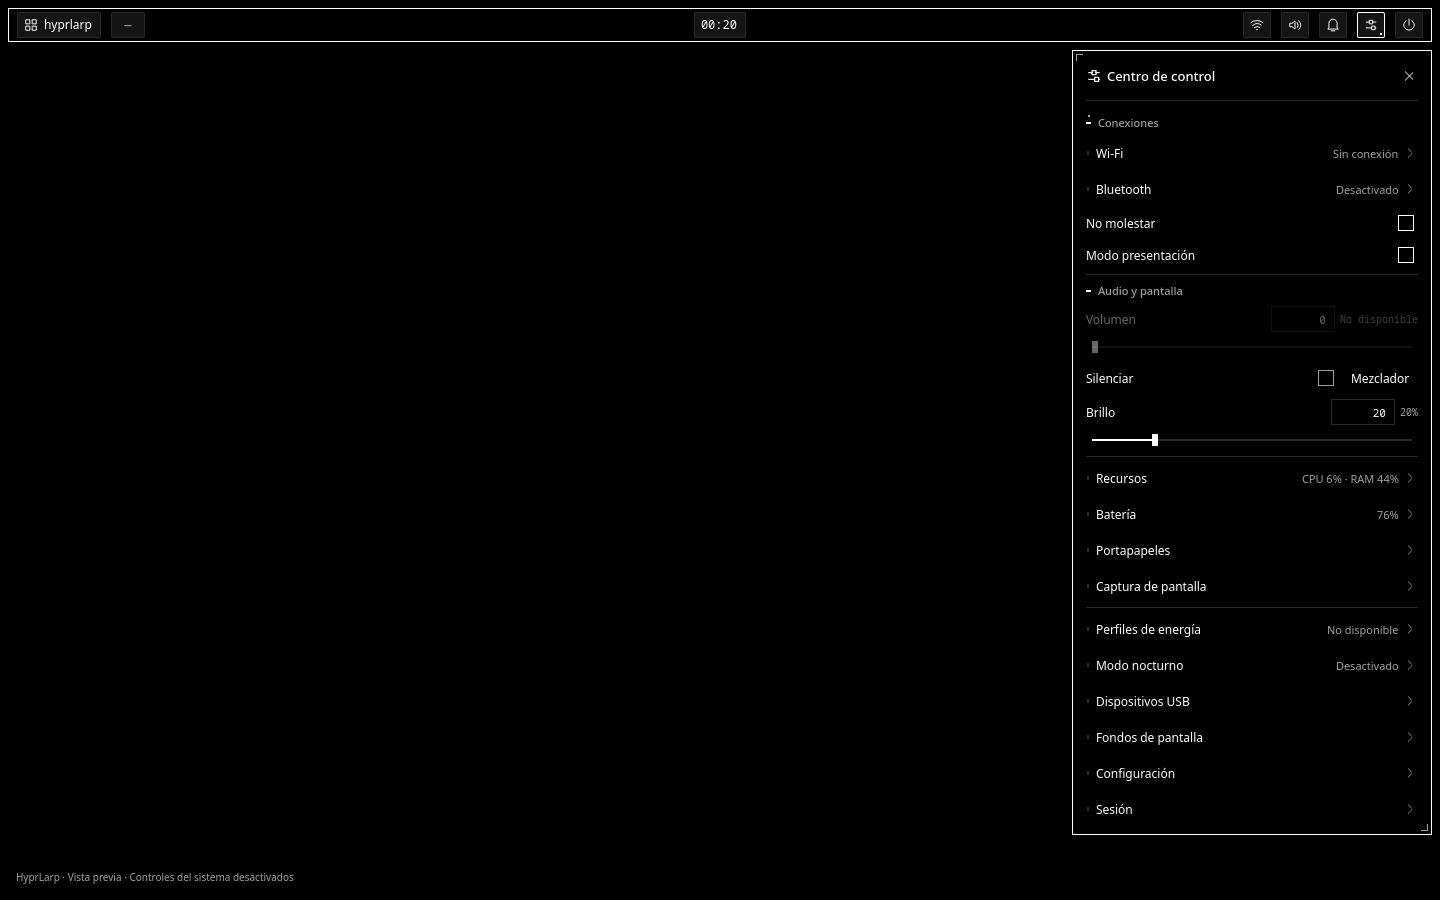 hyprlarp
—
00:20
Centro de control
Conexiones
Wi-Fi Sin conexión
Bluetooth Desactivado
No molestar
Modo presentación
Audio y pantalla
Volumen 0 No disponible
Silenciar Mezclador
Brillo 20 20%
Recursos CPU 6% · RAM 44%
Batería 76%
Portapapeles
Captura de pantalla
Perfiles de energía No disponible
Modo nocturno Desactivado
Dispositivos USB
Fondos de pantalla
Configuración
Sesión
HyprLarp · Vista previa · Controles del sistema desactivados